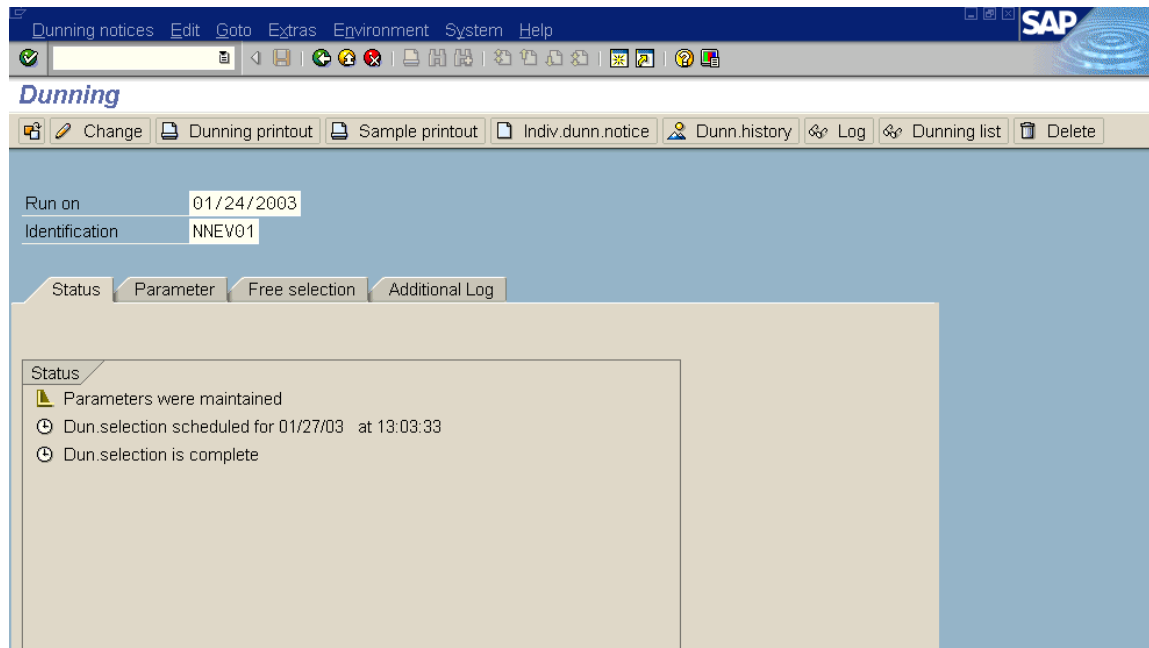 Dunning notices Edit Goto Extras Environment System Help
SAP
Dunning
Change Dunning printout Sample printout Indiv.dunn.notice Dunn.history Log Dunning list Delete
Run on 01/24/2003
Identification NNEV01
Status Parameter Free selection Additional Log
Status
Parameters were maintained
Dun.selection scheduled for 01/27/03 at 13:03:33
Dun.selection is complete